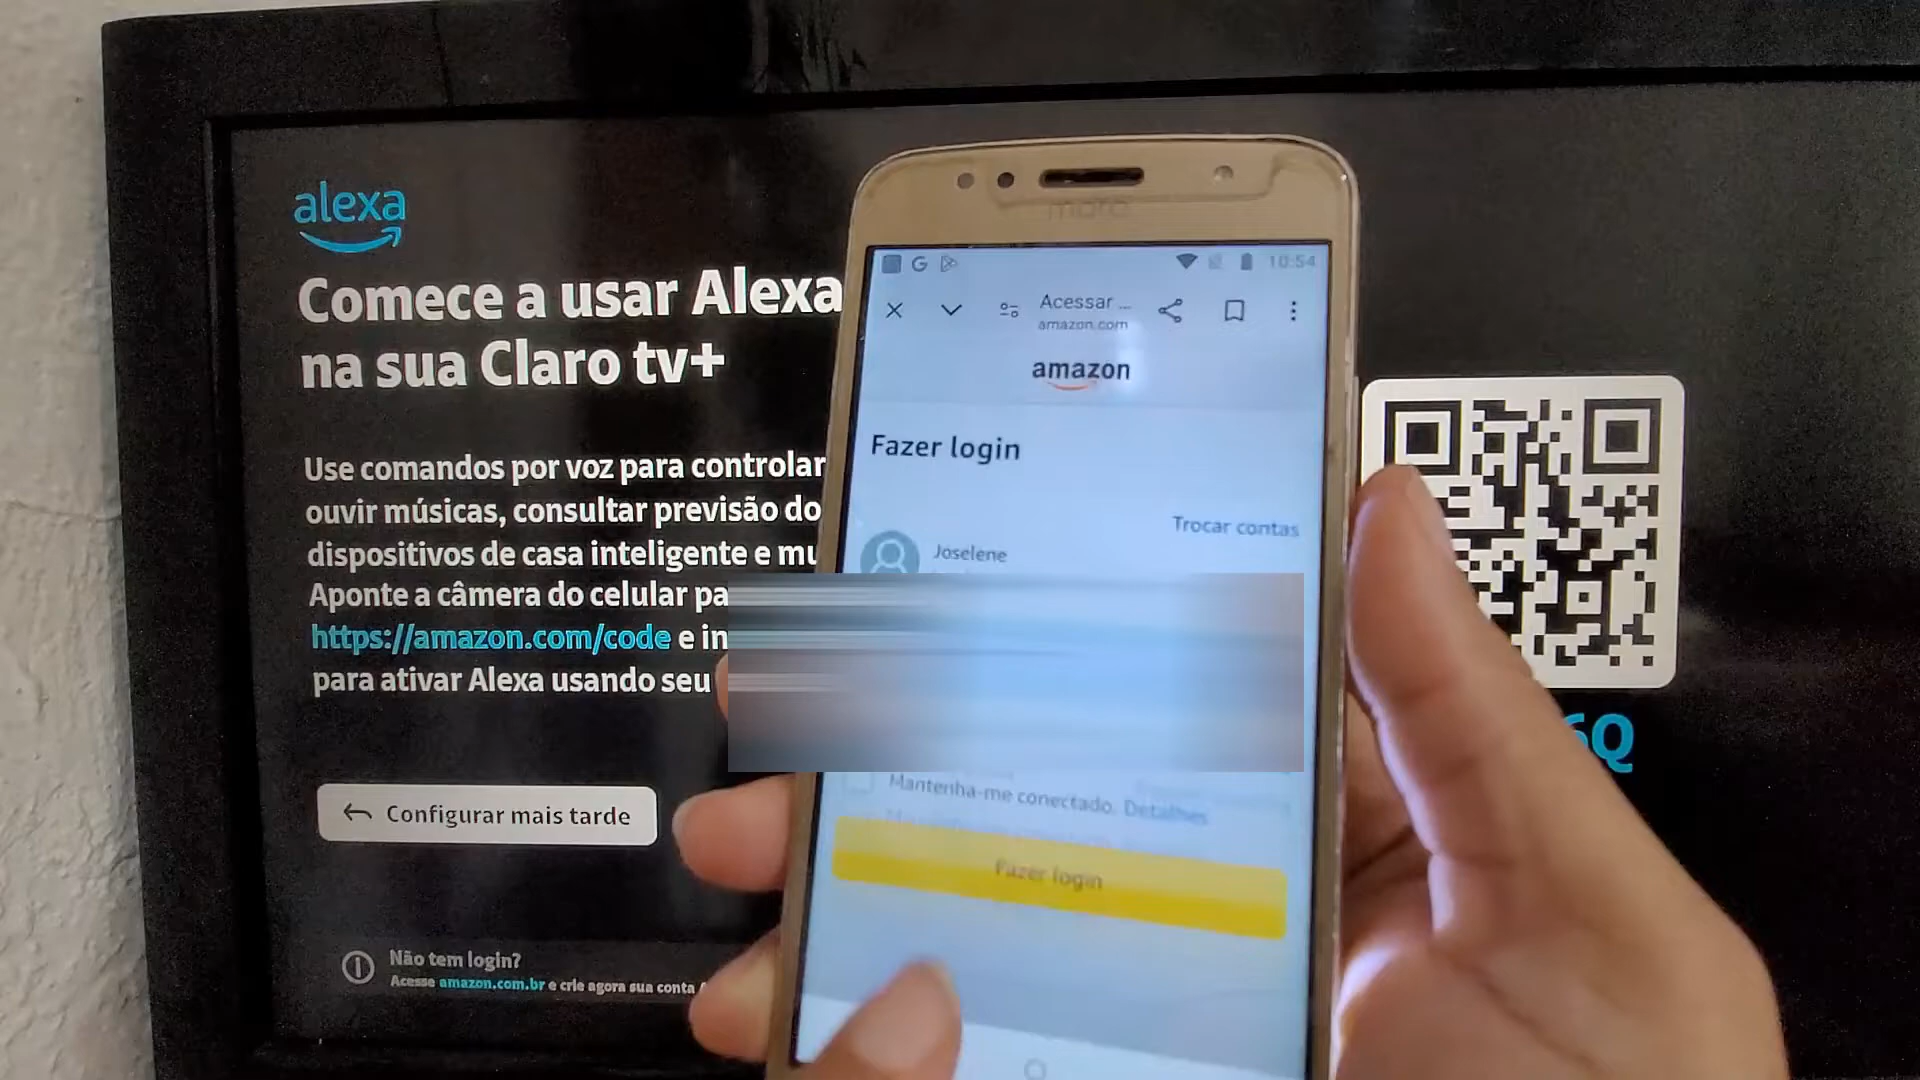 alexa
Comece a usar Alexa
na sua Claro tv+
Use comandos por voz para controlar
ouvir músicas, consultar previsão do
dispositivos de casa inteligente e mu
Aponte a câmera do celular pa
https://amazon.com/code e in
para ativar Alexa usando seu
Configurar mais tarde
Não tem login?
Acesse amazon.com.br e crie agora sua conta
moto
10:54
Acessar ...
amazon.com
amazon
Fazer login
Trocar contas
Joselene
Mantenha-me conectado. Detalhes
Fazer login
6Q